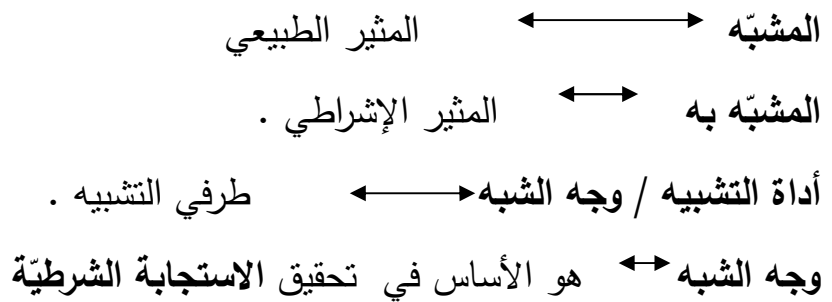 المشبّه ↔ المثير الطبيعي
المشبّه به ↔ المثير الإشراطي .
أداة التشبيه / وجه الشبه ↔ طرفي التشبيه .
وجه الشبه ↔ هو الأساس في تحقيق الاستجابة الشرطيّة